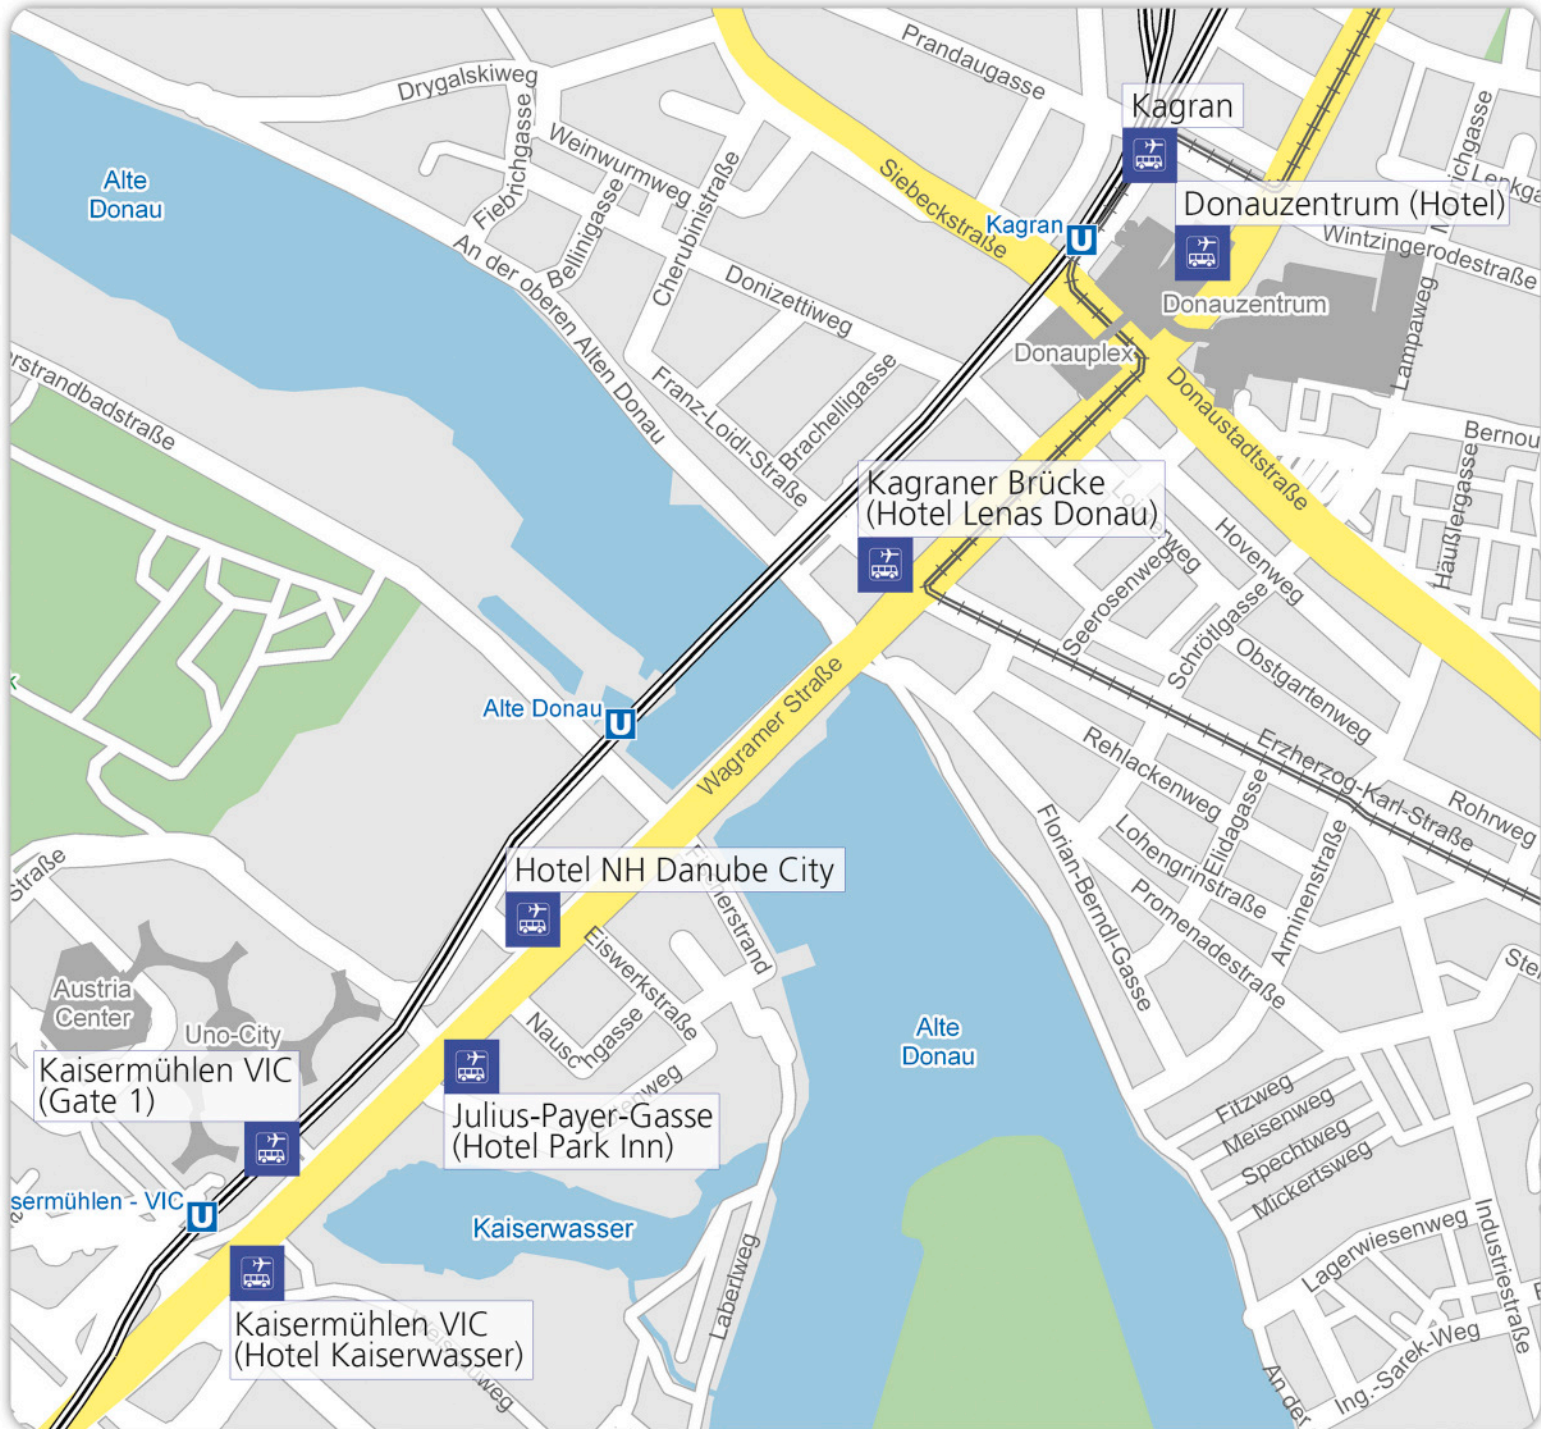 Prandaugasse
Drygalskiweg
Kagran
Fiebrichgasse
Weinwurmweg
Alte
Donau
Siebeckstraße
Cherubinistraße
Bellinigasse
Donauzentrum (Hotel)
Kagran
U
Wintzingerodestraße
An der oberen Alten Donau
Donizettiweg
Donauzentrum
Lampaweg
Donauplex
Franz-Loidl-Straße
Brachelligasse
Donaustadtstraße
Kagraner Brücke
(Hotel Lenas Donau)
Häußlergasse
Hovenweg
Seerosenweg
Schrötlgasse
Obstgartenweg
Alte Donau
U
Wagramer Straße
Rehlackenweg
Erzherzog-Karl-Straße
Elidagasse
Rohrweg
Lohengrinstraße
Florian-Berndl-Gasse
Arminenstraße
Promenadestraße
Straße
Hotel NH Danube City
Eiswerkstraße
Austria
Center
Uno-City
Alte
Donau
Kaisermühlen VIC
(Gate 1)
Julius-Payer-Gasse
(Hotel Park Inn)
Fitzweg
Meisenweg
Spechtweg
Mickertsweg
sermühlen - VIC
U
Kaiserwasser
Laberlweg
Lagerwiesenweg
Industriestraße
Kaisermühlen VIC
(Hotel Kaiserwasser)
Ing.-Sarek-Weg
An der